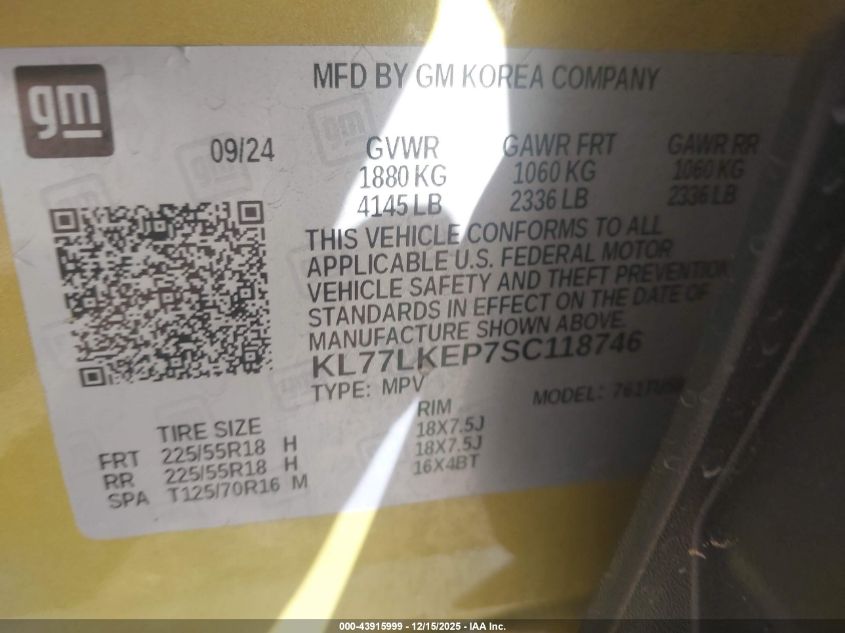 gm
MFD BY GM KOREA COMPANY
09/24
GVWR GAWR FRT GAWR RR
1880 KG 1060 KG 1060 KG
4145 LB 2336 LB 2336 LB
THIS VEHICLE CONFORMS TO ALL
APPLICABLE U.S. FEDERAL MOTOR
VEHICLE SAFETY AND THEFT PREVENTION
STANDARDS IN EFFECT ON THE DATE OF
MANUFACTURE SHOWN ABOVE.
KL77LKEP7SC118746
TYPE: MPV MODEL:
TIRE SIZE RIM
FRT 225/55R18 H 18X7.5J
RR 225/55R18 H 18X7.5J
SPA T125/70R16 M 16X4BT
000-43915999 - 12/15/2025 - IAA Inc.